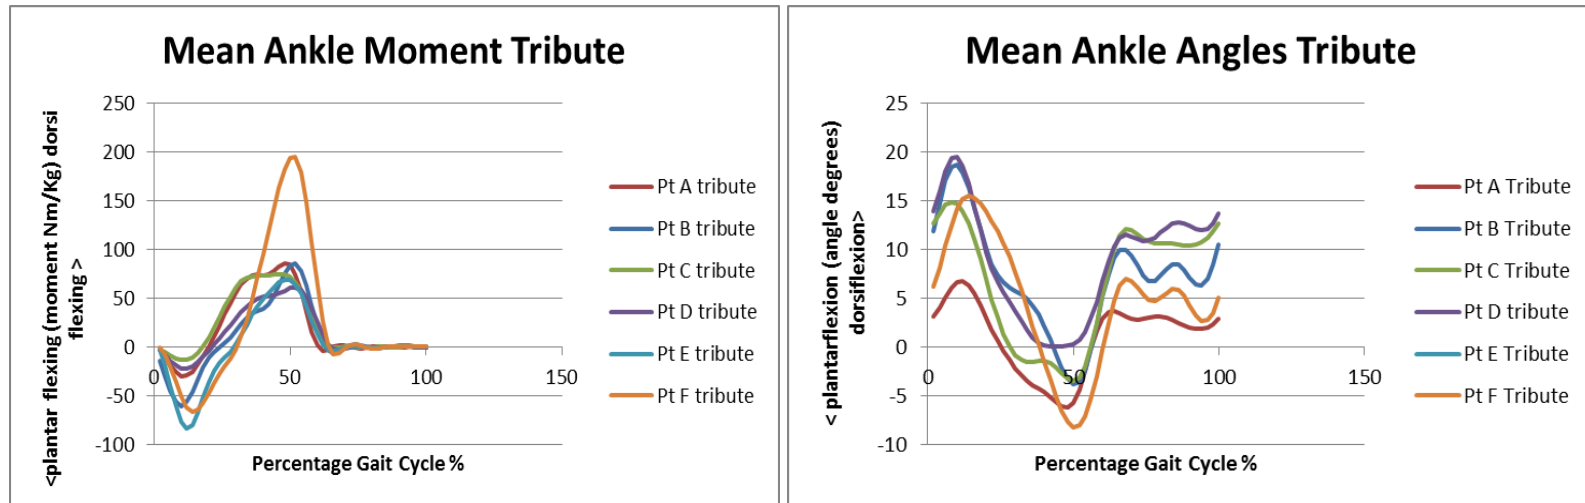 Mean Ankle Moment Tribute
<plantar flexing (moment Nm/Kg) dorsi
flexing >
250
200
150
100
50
0
-50
-100
0
50
100
150
Percentage Gait Cycle %
Pt A tribute
Pt B tribute
Pt C tribute
Pt D tribute
Pt E tribute
Pt F tribute
Mean Ankle Angles Tribute
< plantarflexion (angle degrees)
dorsiflexion>
25
20
15
10
5
0
-5
-10
0
50
100
150
Percentage Gait Cycle %
Pt A Tribute
Pt B Tribute
Pt C Tribute
Pt D tribute
Pt E Tribute
Pt F Tribute